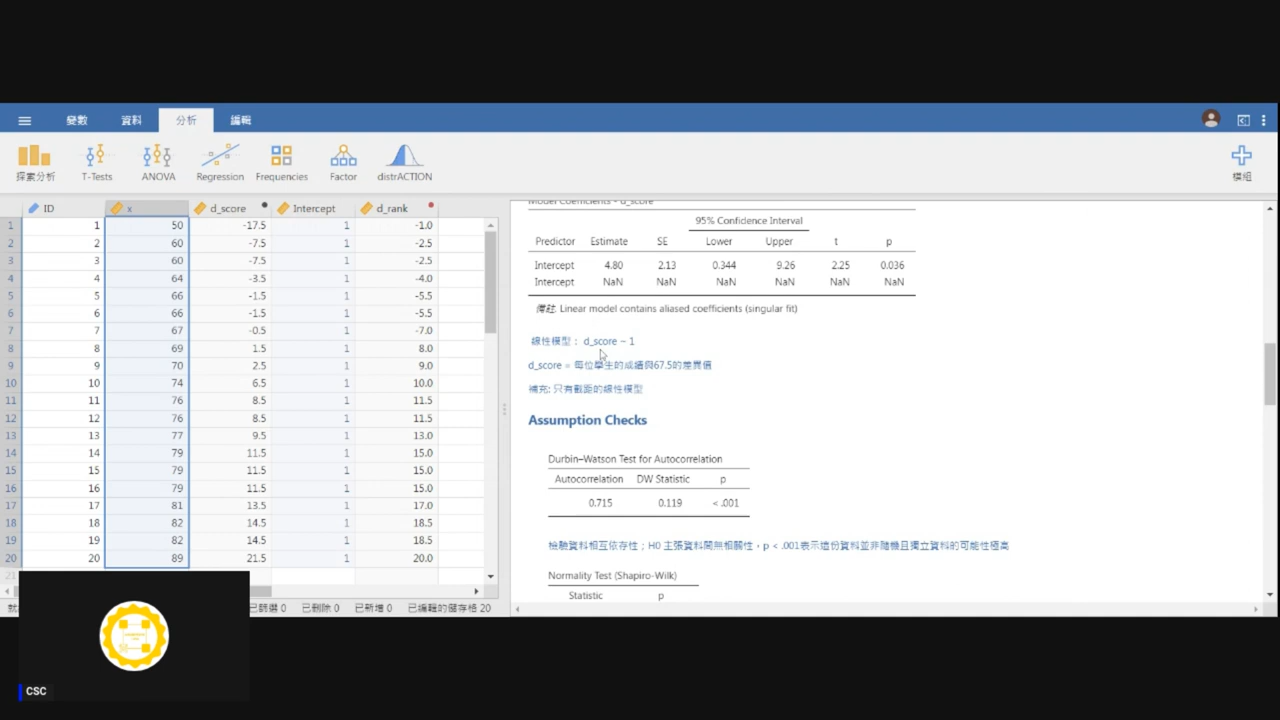 變數 資料 分析 編輯
探索分析 T-Tests ANOVA Regression Frequencies Factor distrACTION 模組
ID x d_score Intercept d_rank
1 1 50 -17.5 1 -1.0
2 2 60 -7.5 1 -2.5
3 3 60 -7.5 1 -2.5
4 4 64 -3.5 1 -4.0
5 5 66 -1.5 1 -5.5
6 6 66 -1.5 1 -5.5
7 7 67 -0.5 1 -7.0
8 8 69 1.5 1 8.0
9 9 70 2.5 1 9.0
10 10 74 6.5 1 10.0
11 11 76 8.5 1 11.5
12 12 76 8.5 1 11.5
13 13 77 9.5 1 13.0
14 14 79 11.5 1 15.0
15 15 79 11.5 1 15.0
16 16 79 11.5 1 15.0
17 17 81 13.5 1 17.0
18 18 82 14.5 1 18.5
19 19 82 14.5 1 18.5
20 20 89 21.5 1 20.0
21
已篩選 0 已刪除 0 已新增 0 已編輯的儲存格 20
CSC
Model Coefficients - d_score
95% Confidence Interval
Predictor Estimate SE Lower Upper t p
Intercept 4.80 2.13 0.344 9.26 2.25 0.036
Intercept NaN NaN NaN NaN NaN NaN
備註. Linear model contains aliased coefficients (singular fit)
線性模型： d_score ~ 1
d_score = 每位學生的成績與67.5的差異值
補充: 只有截距的線性模型
Assumption Checks
Durbin–Watson Test for Autocorrelation
Autocorrelation DW Statistic p
0.715 0.119 < .001
檢驗資料相互依存性；H0 主張資料間無相關性，p < .001表示這份資料並非隨機且獨立資料的可能性極高
Normality Test (Shapiro-Wilk)
Statistic p